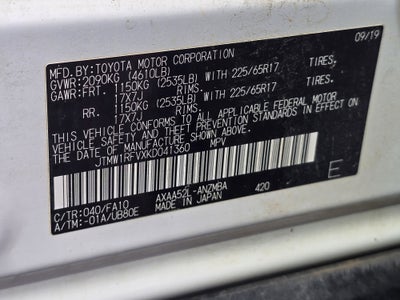 MFD.BY:TOYOTA MOTOR CORPORATION 09/19
GVWR:2090KG (4610LB)
GAWR:FRT. 1150KG (2535LB) WITH 225/65R17 TIRES,
17X7J RIMS,
RR. 1150KG (2535LB) WITH 225/65R17 TIRES,
17X7J RIMS,
THIS VEHICLE CONFORMS TO ALL APPLICABLE FEDERAL MOTOR
VEHICLE SAFETY AND THEFT PREVENTION STANDARDS IN EFFECT ON
THE DATE OF MANUFACTURE SHOWN ABOVE.
JTMW1RFVXKD041360 MPV
E
C/TR:040/FA10 AXAA52L-ANZMBA 420
A/TM:-01A/UB80E MADE IN JAPAN